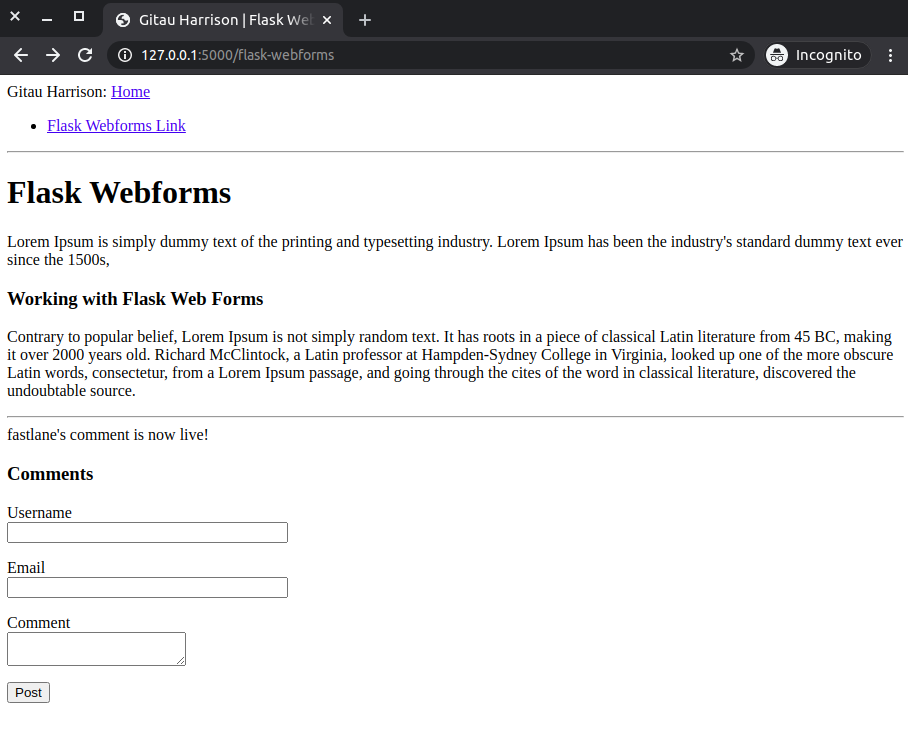 Gitau Harrison | Flask Web
127.0.0.1:5000/flask-webforms
Incognito
Gitau Harrison: Home
Flask Webforms Link
Flask Webforms
Lorem Ipsum is simply dummy text of the printing and typesetting industry. Lorem Ipsum has been the industry's standard dummy text ever
since the 1500s,
Working with Flask Web Forms
Contrary to popular belief, Lorem Ipsum is not simply random text. It has roots in a piece of classical Latin literature from 45 BC, making
it over 2000 years old. Richard McClintock, a Latin professor at Hampden-Sydney College in Virginia, looked up one of the more obscure
Latin words, consectetur, from a Lorem Ipsum passage, and going through the cites of the word in classical literature, discovered the
undoubtable source.
fastlane's comment is now live!
Comments
Username
Email
Comment
Post